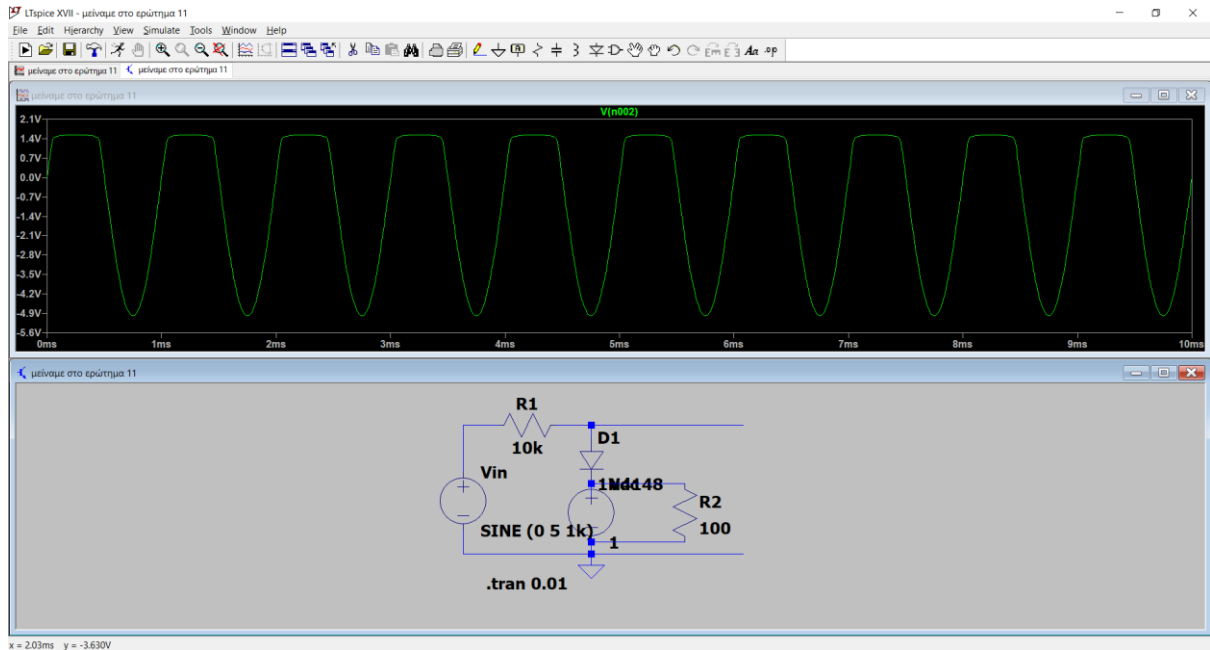 LTspice XVII - μείναμε στο ερώτημα 11
File Edit Hierarchy View Simulate Tools Window Help
μείναμε στο ερώτημα 11 μείναμε στο ερώτημα 11
μείναμε στο ερώτημα 11
V(n002)
2.1V
1.4V
0.7V
0.0V
-0.7V
-1.4V
-2.1V
-2.8V
-3.5V
-4.2V
-4.9V
-5.6V
0ms 1ms 2ms 3ms 4ms 5ms 6ms 7ms 8ms 9ms 10ms
μείναμε στο ερώτημα 11
R1
10k
D1
Vin
R2
SINE (0 5 1k)
100
1
.tran 0.01
x = 2.03ms y = -3.630V